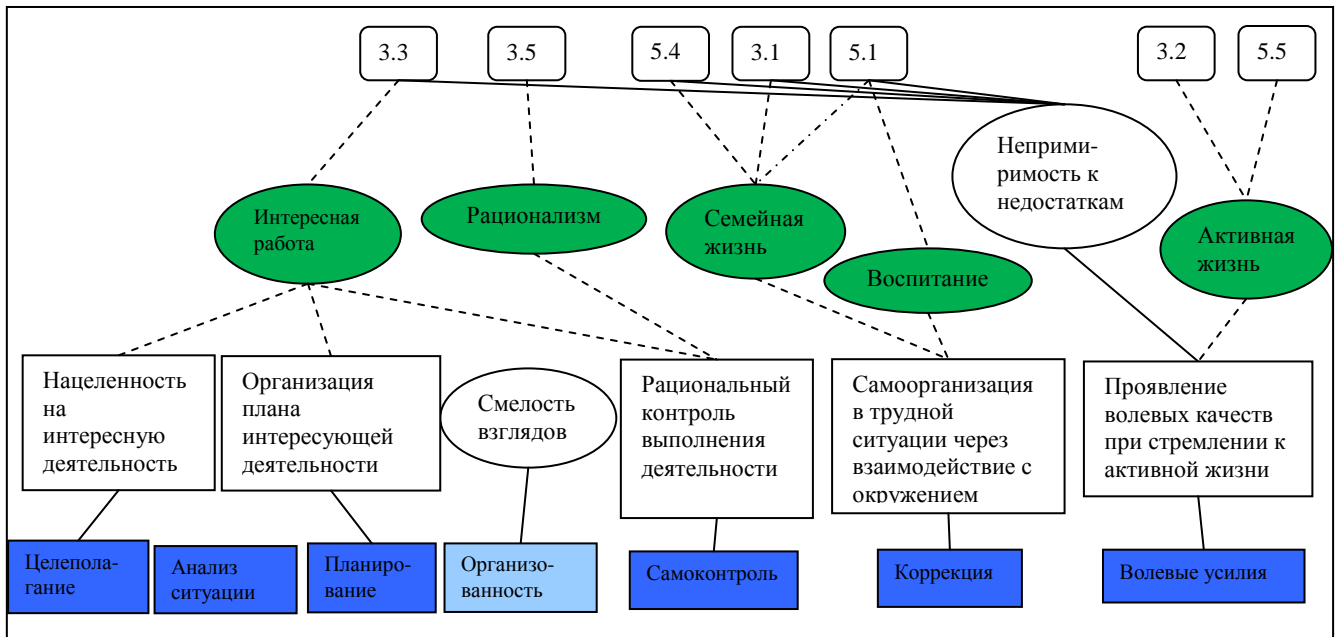 3.3
3.5
5.4
3.1
5.1
3.2
5.5
Неприми-
римость к
недостаткам
Интересная
работа
Рационализм
Семейная
жизнь
Воспитание
Активная
жизнь
Нацеленность
на
интересную
деятельность
Организация
плана
интересующей
деятельности
Смелость
взглядов
Рациональный
контроль
выполнения
деятельности
Самоорганизация
в трудной
ситуации через
взаимодействие с
окружением
Проявление
волевых качеств
при стремлении к
активной жизни
Целепола-
гание
Анализ
ситуации
Планиро-
вание
Организо-
ванность
Самоконтроль
Коррекция
Волевые усилия